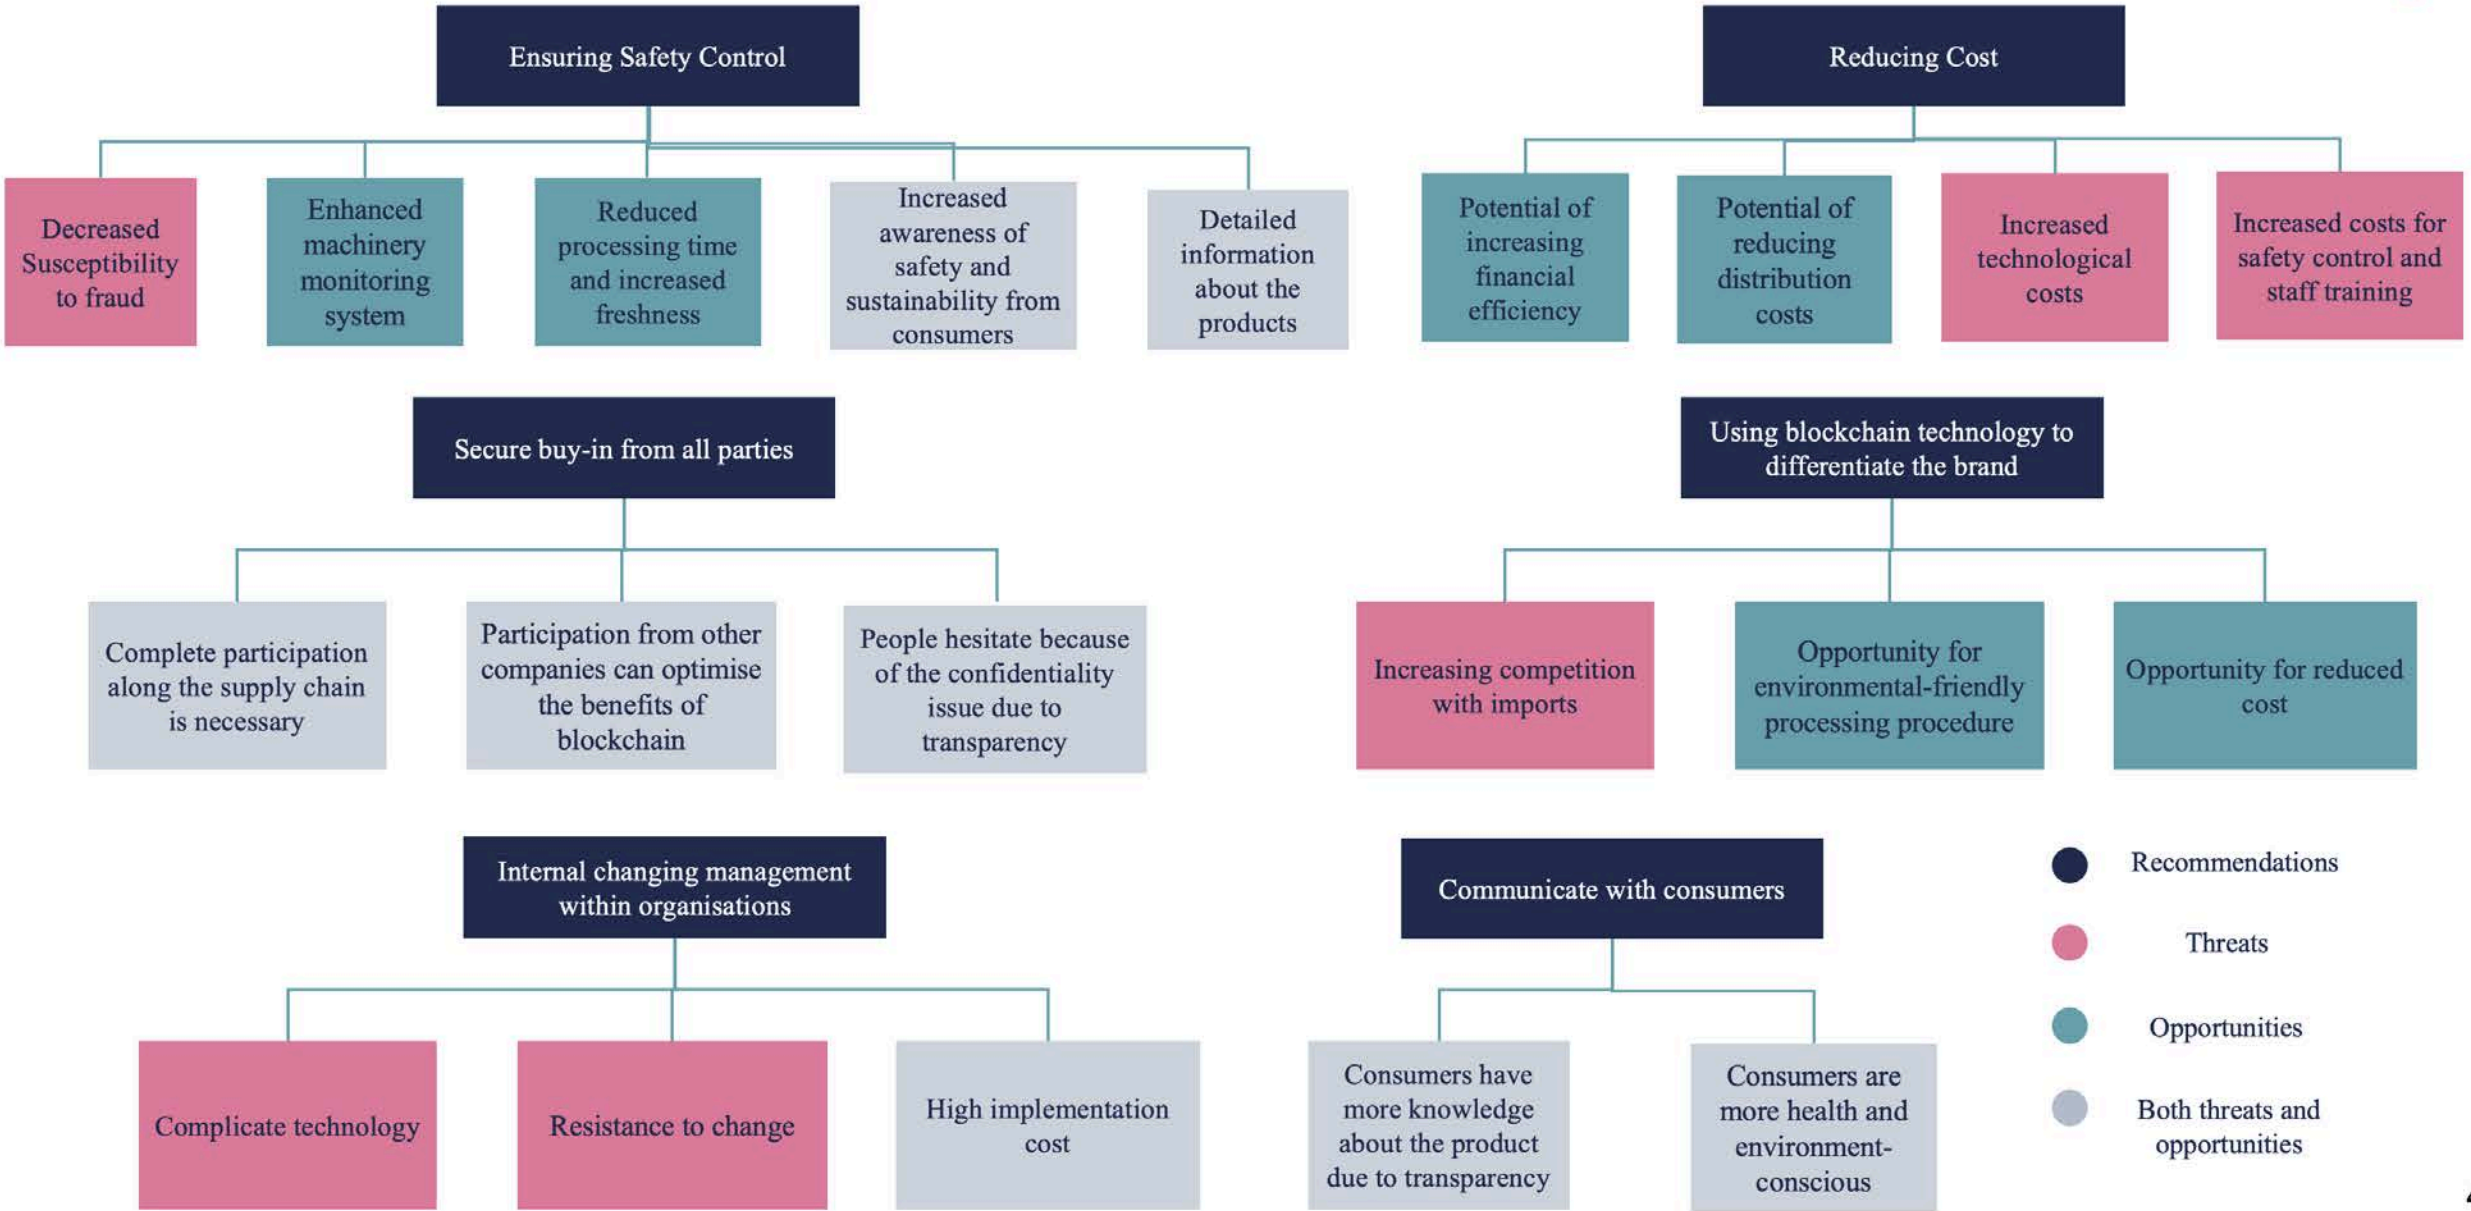 Ensuring Safety Control
Decreased
Susceptibility
to fraud
Enhanced
machinery
monitoring
system
Reduced
processing time
and increased
freshness
Increased
awareness of
safety and
sustainability from
consumers
Detailed
information
about the
products
Reducing Cost
Potential of
increasing
financial
efficiency
Potential of
reducing
distribution
costs
Increased
technological
costs
Increased costs for
safety control and
staff training
Secure buy-in from all parties
Complete participation
along the supply chain
is necessary
Participation from other
companies can optimise
the benefits of
blockchain
People hesitate because
of the confidentiality
issue due to
transparency
Using blockchain technology to
differentiate the brand
Increasing competition
with imports
Opportunity for
environmental-friendly
processing procedure
Opportunity for reduced
cost
Internal changing management
within organisations
Complicate technology
Resistance to change
High implementation
cost
Communicate with consumers
Consumers have
more knowledge
about the product
due to transparency
Consumers are
more health and
environment-
conscious
Recommendations
Threats
Opportunities
Both threats and
opportunities